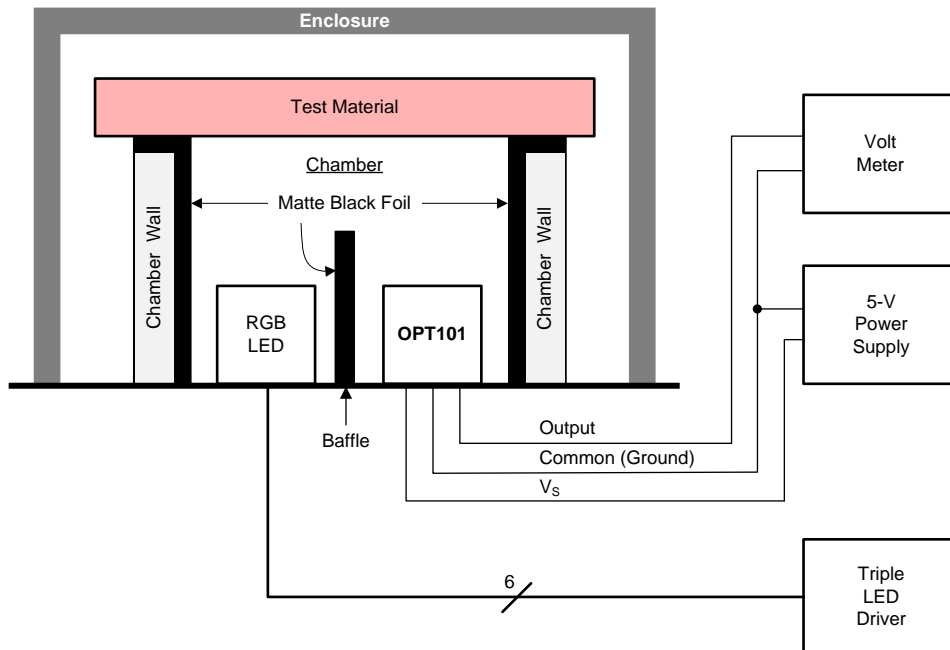 Enclosure
Test Material
Chamber
Matte Black Foil
Chamber Wall
Chamber Wall
RGB
LED
OPT101
Baffle
Volt
Meter
5-V
Power
Supply
Output
Common (Ground)
VS
6
Triple
LED
Driver